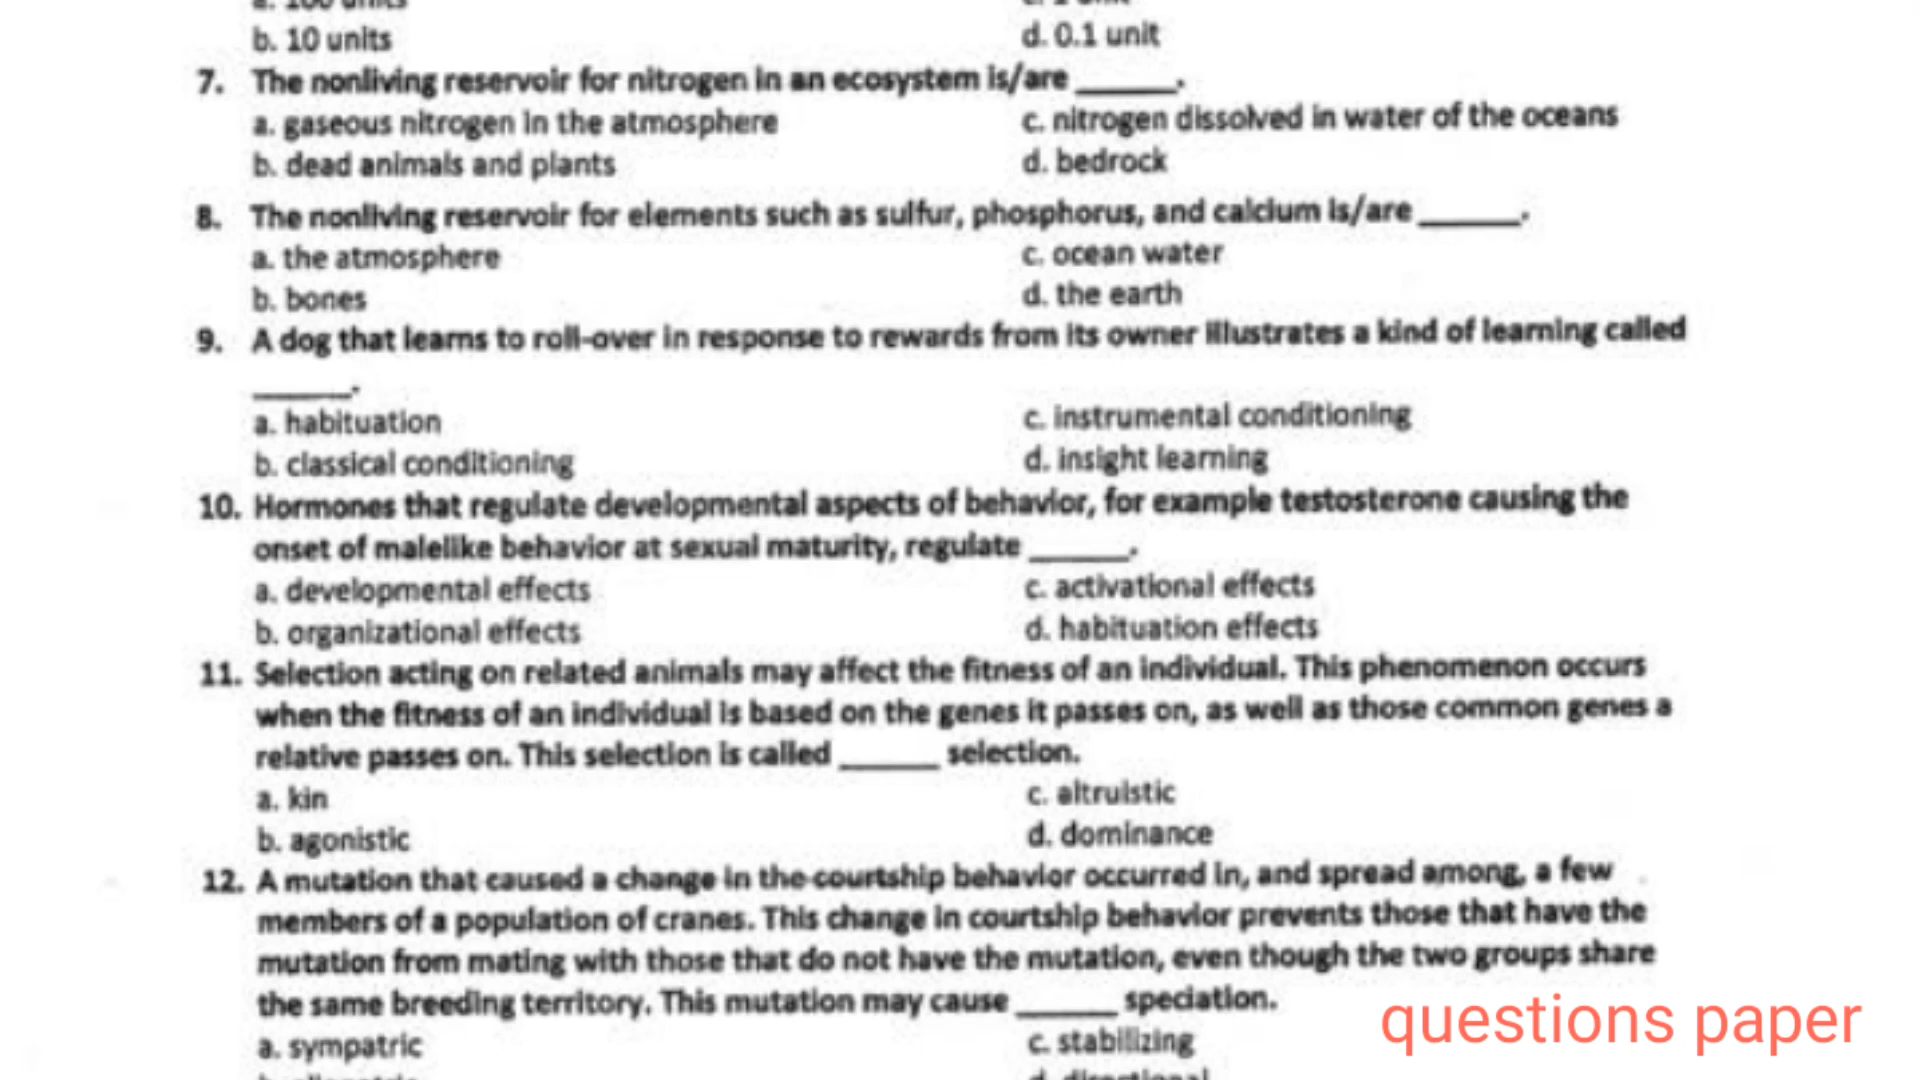 b. 10 units
d. 0.1 unit
7. The nonliving reservoir for nitrogen in an ecosystem is/are ______.
a. gaseous nitrogen in the atmosphere
c. nitrogen dissolved in water of the oceans
b. dead animals and plants
d. bedrock
8. The nonliving reservoir for elements such as sulfur, phosphorus, and calcium is/are ______.
a. the atmosphere
c. ocean water
b. bones
d. the earth
9. A dog that learns to roll-over in response to rewards from its owner illustrates a kind of learning called
______.
a. habituation
c. instrumental conditioning
b. classical conditioning
d. insight learning
10. Hormones that regulate developmental aspects of behavior, for example testosterone causing the
onset of malelike behavior at sexual maturity, regulate ______.
a. developmental effects
c. activational effects
b. organizational effects
d. habituation effects
11. Selection acting on related animals may affect the fitness of an individual. This phenomenon occurs
when the fitness of an individual is based on the genes it passes on, as well as those common genes a
relative passes on. This selection is called ______ selection.
a. kin
c. altruistic
b. agonistic
d. dominance
12. A mutation that caused a change in the courtship behavior occurred in, and spread among, a few
members of a population of cranes. This change in courtship behavior prevents those that have the
mutation from mating with those that do not have the mutation, even though the two groups share
the same breeding territory. This mutation may cause ______ speciation.
a. sympatric
c. stabilizing
questions paper